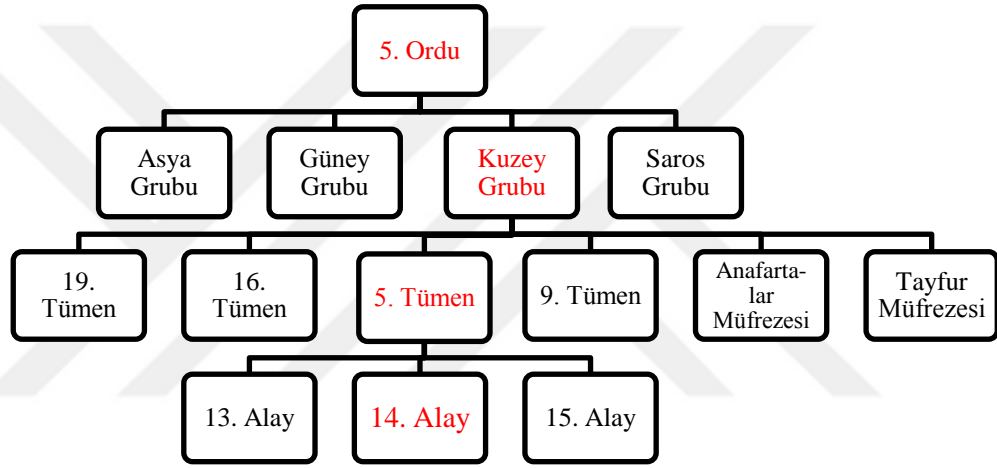 5. Ordu
Asya
Grubu
Güney
Grubu
Kuzey
Grubu
Saros
Grubu
19.
Tümen
16.
Tümen
5. Tümen
9. Tümen
Anafarta-
lar
Müfrezesi
Tayfur
Müfrezesi
13. Alay
14. Alay
15. Alay